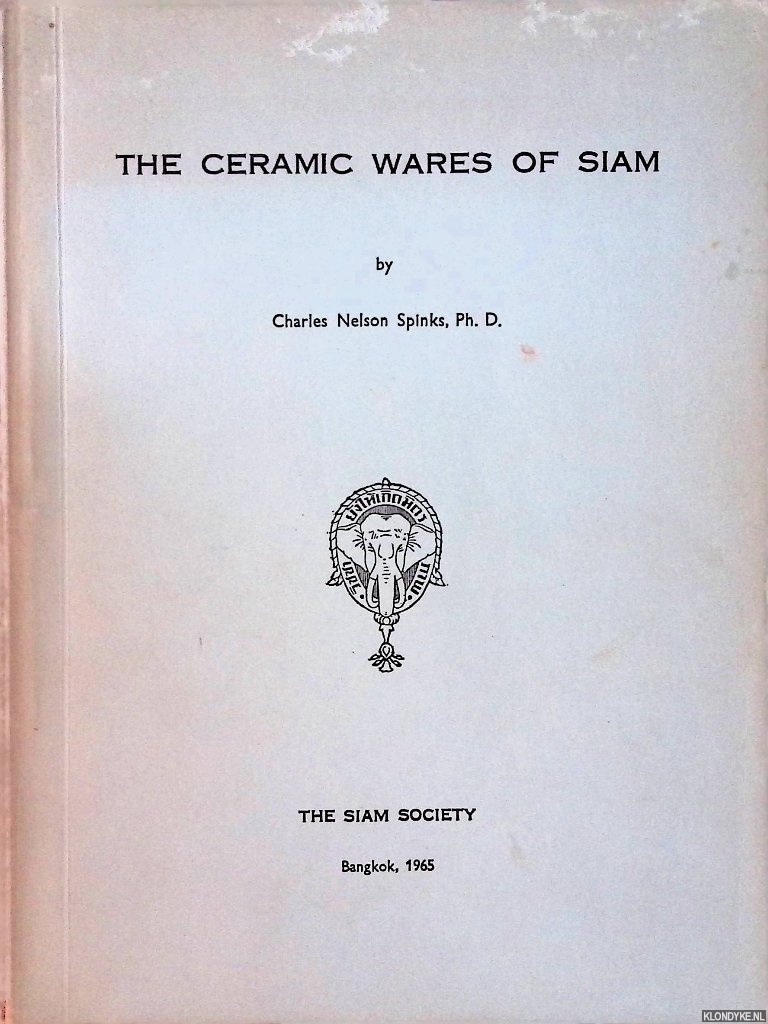 THE CERAMIC WARES OF SIAM
by
Charles Nelson Spinks, Ph. D.
THE SIAM SOCIETY
Bangkok, 1965
KLONDYKE.NL